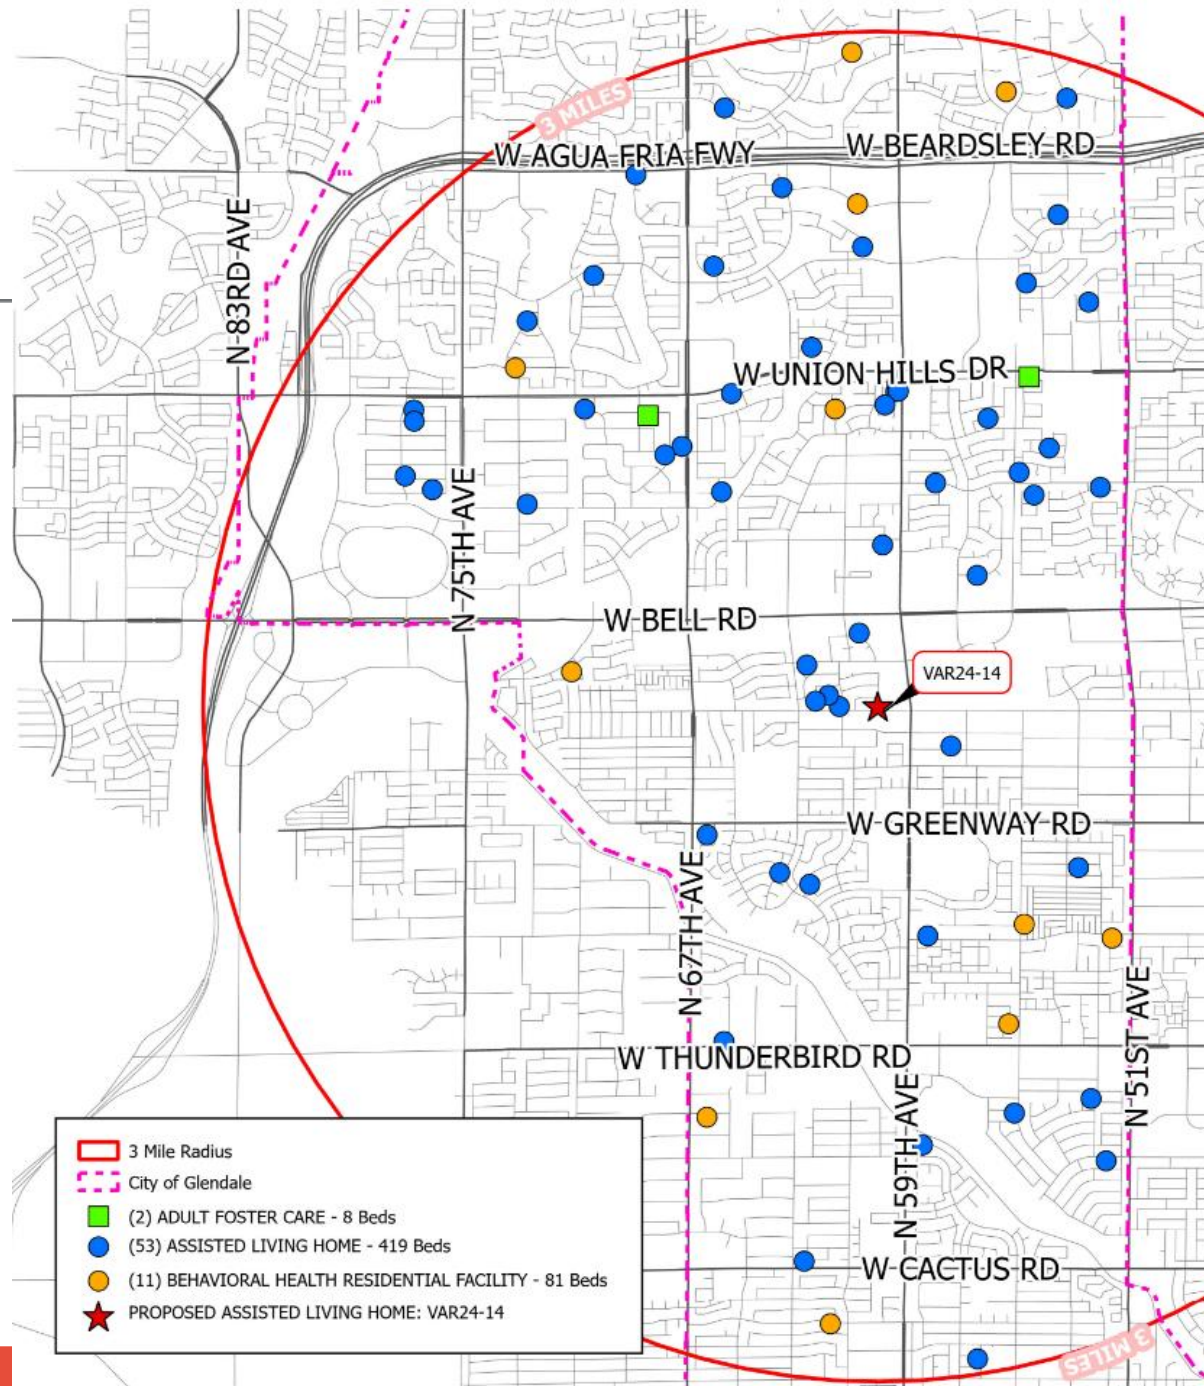 3 MILES
W AGUA FRIA FWY
W BEARDSLEY RD
N 83RD AVE
W UNION HILLS DR
N 75TH AVE
W BELL RD
VAR24-14
W GREENWAY RD
N 67TH AVE
N 51ST AVE
W THUNDERBIRD RD
N 59TH AVE
W CACTUS RD
3 MILES
3 Mile Radius
City of Glendale
(2) ADULT FOSTER CARE - 8 Beds
(53) ASSISTED LIVING HOME - 419 Beds
(11) BEHAVIORAL HEALTH RESIDENTIAL FACILITY - 81 Beds
PROPOSED ASSISTED LIVING HOME: VAR24-14